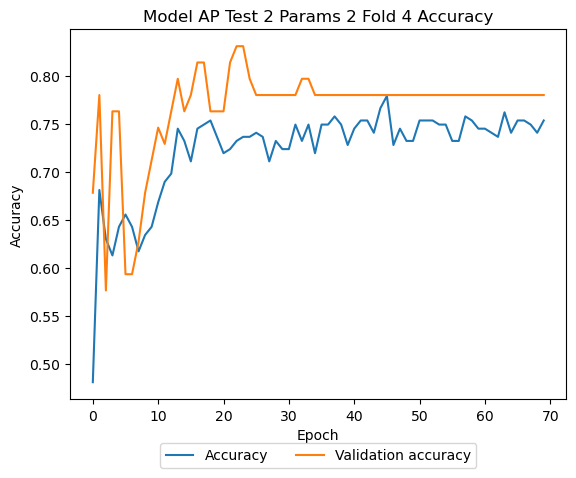 Model AP Test 2 Params 2 Fold 4 Accuracy
0.80
0.75
0.70
0.65
0.60
0.55
0.50
Accuracy
0 10 20 30 40 50 60 70
Epoch
Accuracy Validation accuracy